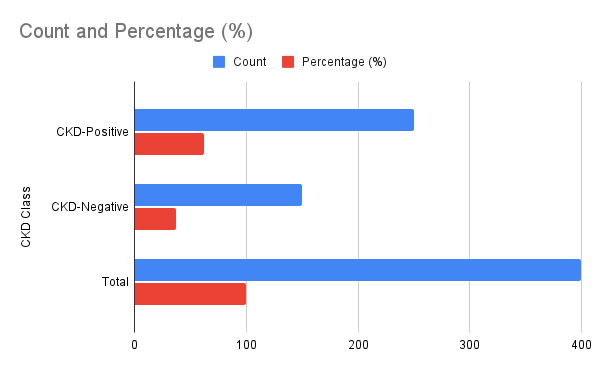 Count and Percentage (%)
Count
Percentage (%)
CKD Class
CKD-Positive
CKD-Negative
Total
0
100
200
300
400